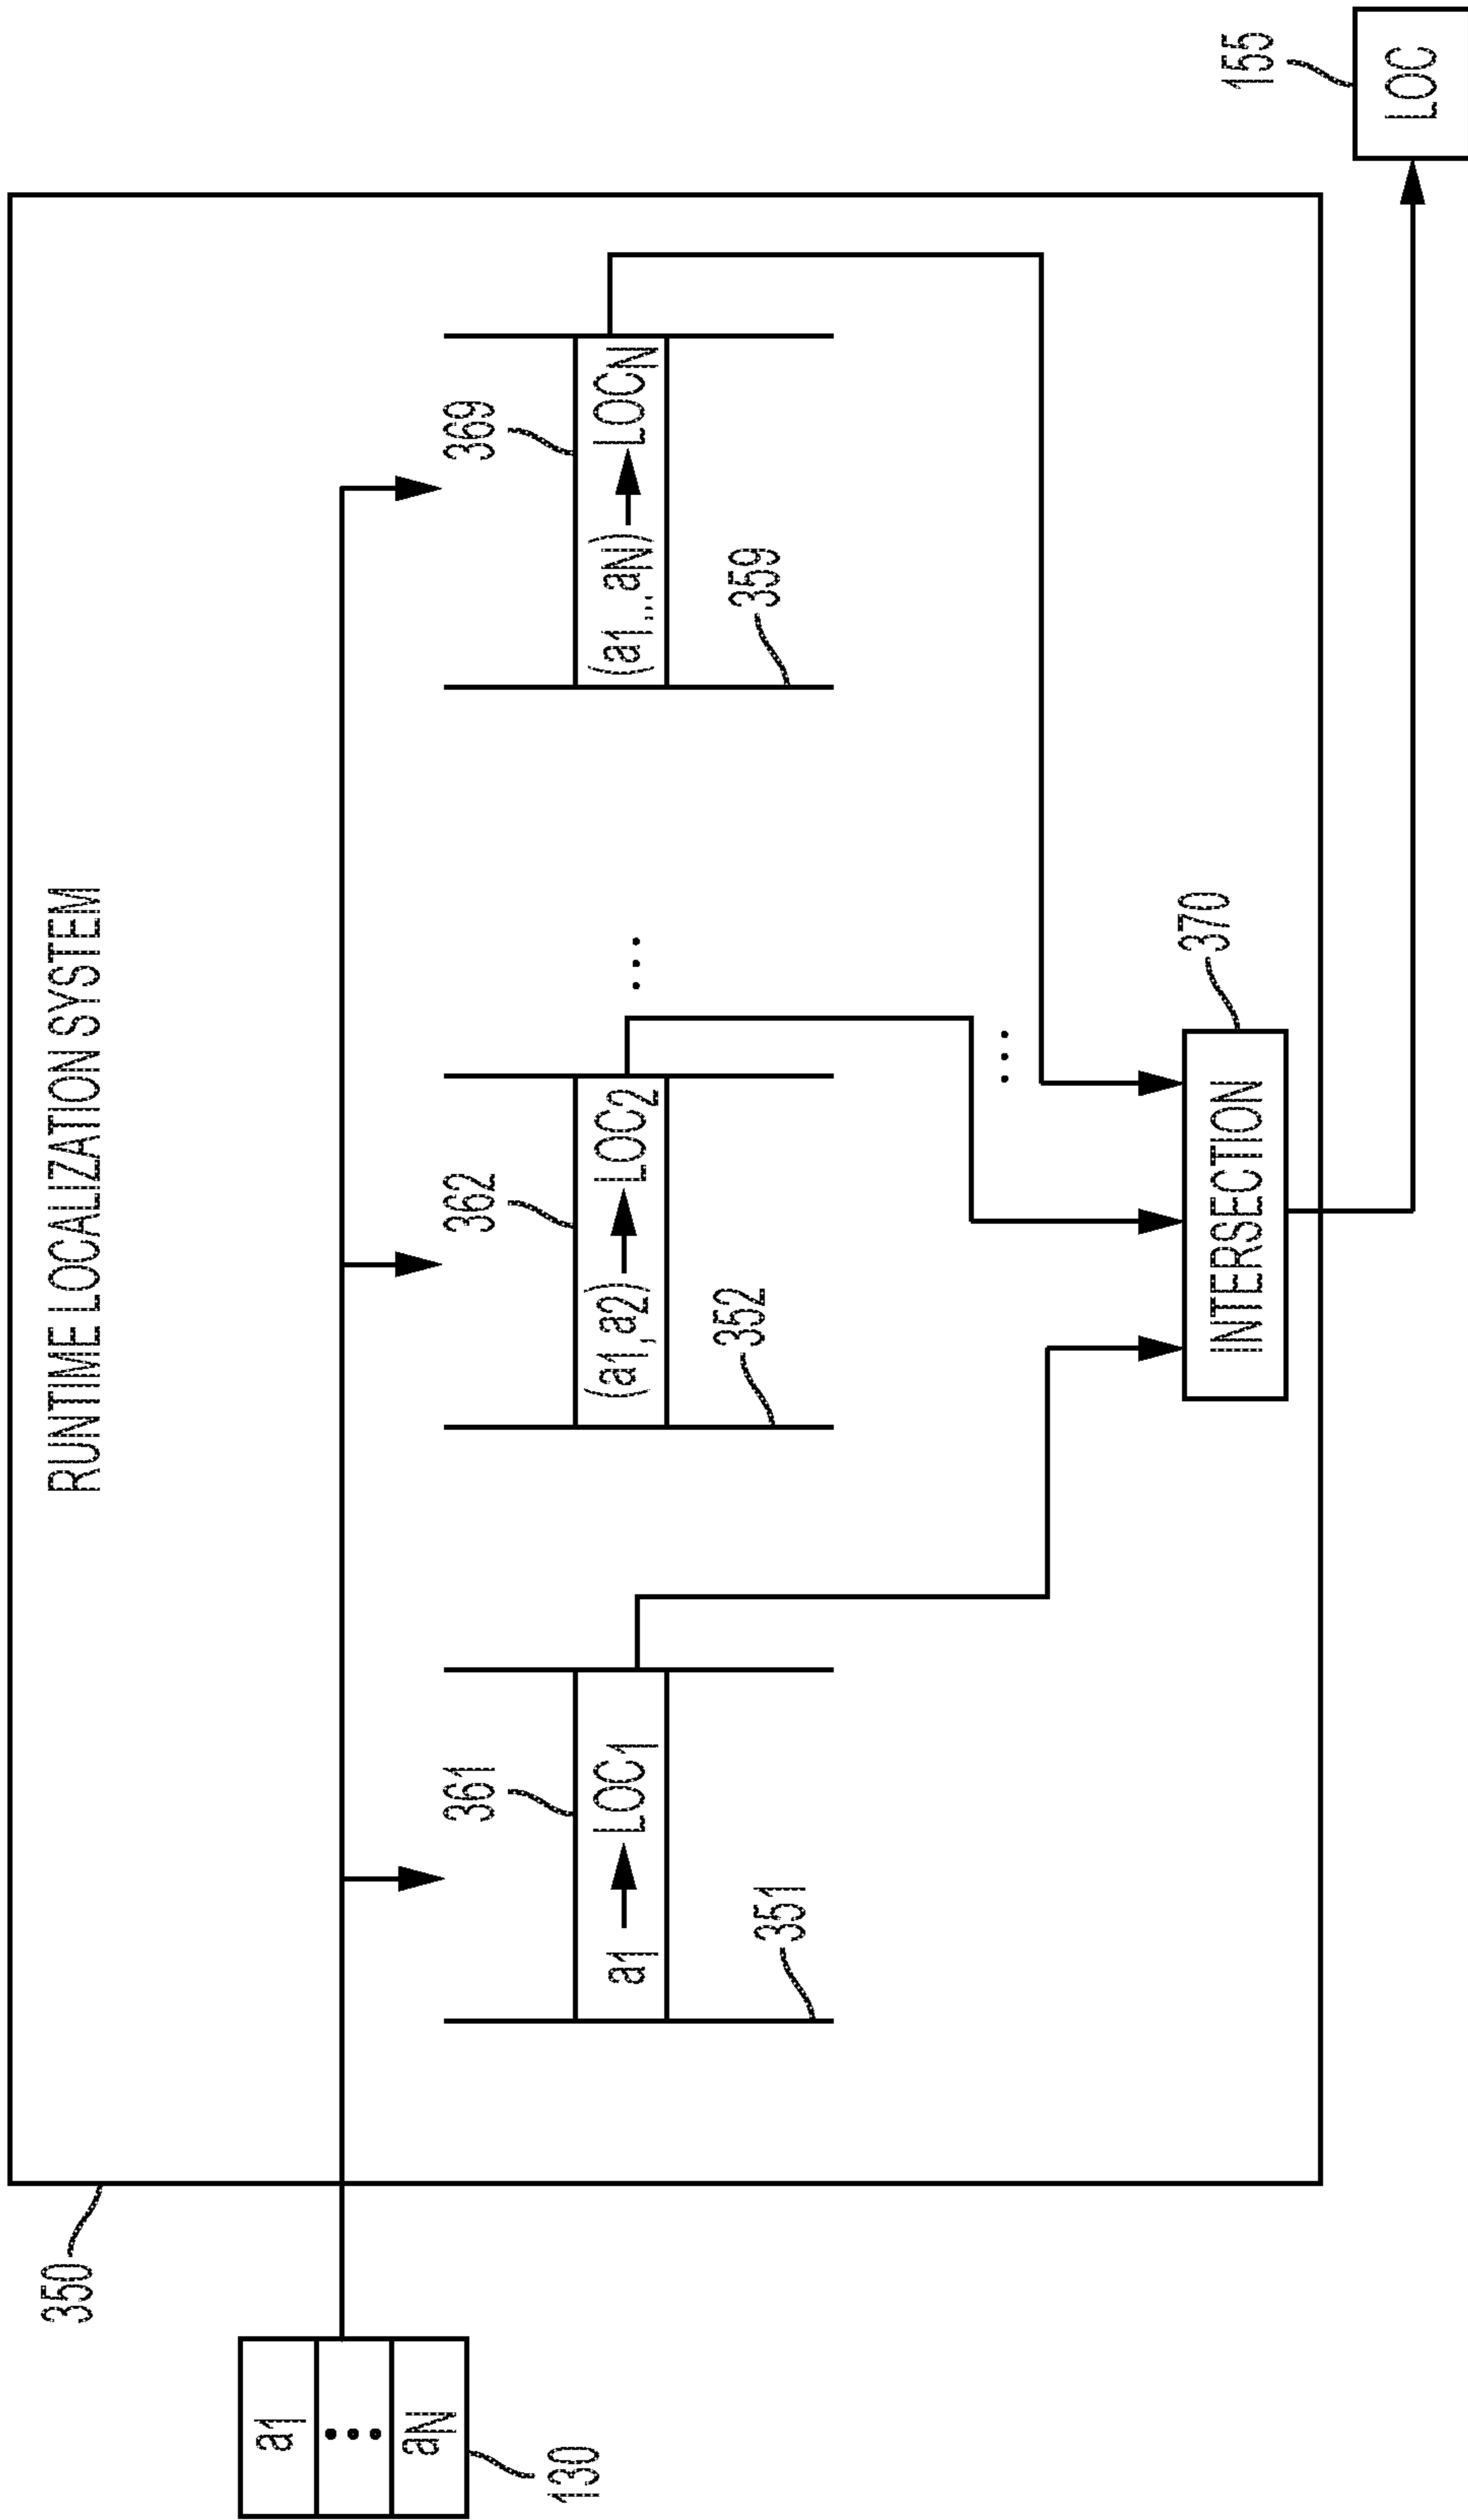 RUNTIME LOCALIZATION SYSTEM
350
a1
...
aN
130
361
a1 → LOC1
351
362
(a1,a2) → LOC2
352
...
369
(a1...aN) → LOCN
359
...
370
INTERSECTION
155
LOC